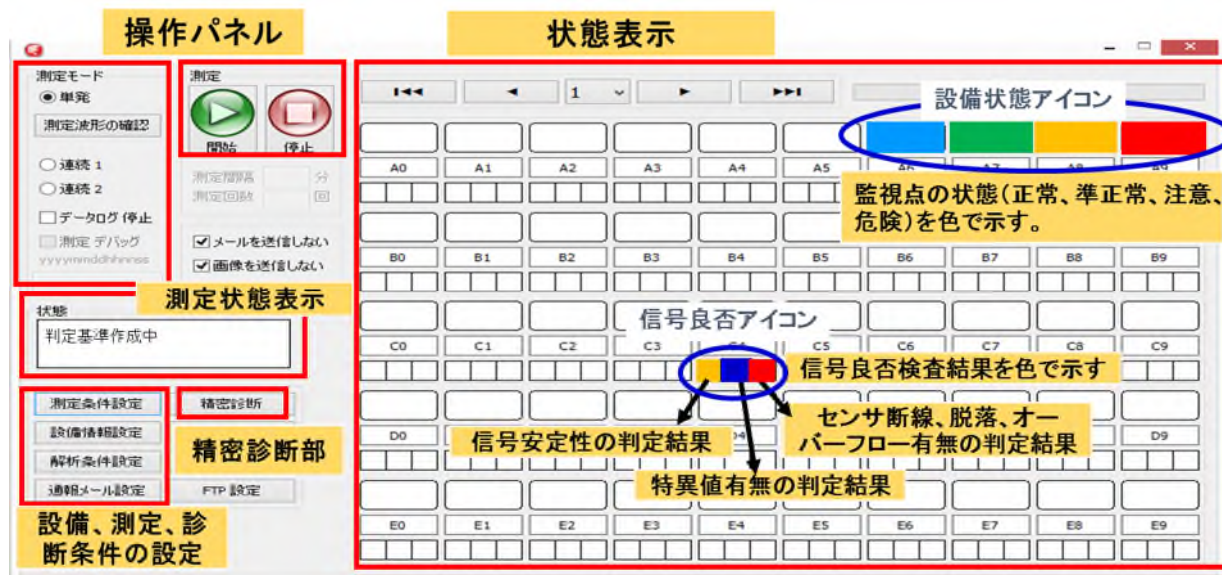 操作パネル
状態表示
測定モード
単発
測定波形の確認
連続 1
連続 2
データログ 停止
測定 デバッグ
測定
開始
停止
測定間隔 分
測定回数 回
メールを送信しない
画像を送信しない
測定状態表示
状態
判定基準作成中
測定条件設定
精密診断
設備情報設定
解析条件設定
通報メール設定
FTP 設定
精密診断部
設備、測定、診
断条件の設定
1
設備状態アイコン
A0 A1 A2 A3 A4 A5
監視点の状態(正常、準正常、注意、
危険)を色で示す。
B0 B1 B2 B3 B4 B5 B6 B7 B8 B9
信号良否アイコン
C0 C1 C2 C3 C5 C6 C7 C8 C9
信号良否検査結果を色で示す
センサ断線、脱落、オー
バーフロー有無の判定結果
信号安定性の判定結果
D0 D9
特異値有無の判定結果
E0 E1 E2 E3 E4 E5 E6 E7 E8 E9